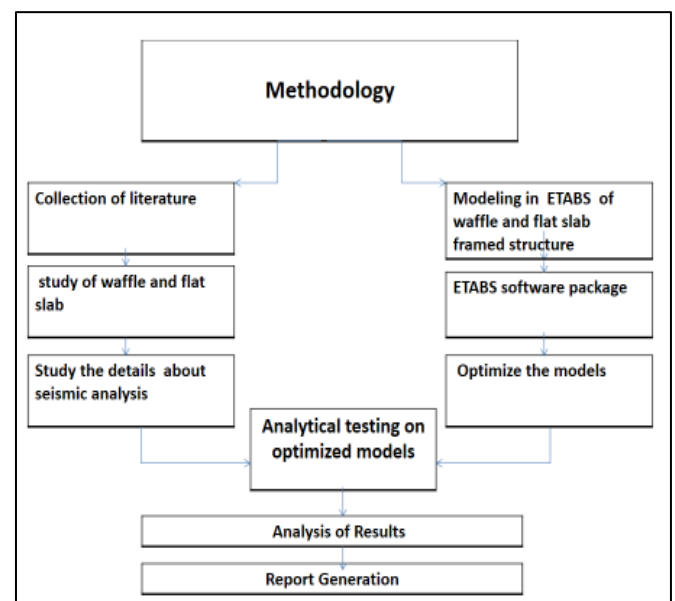 Methodology
Collection of literature
study of waffle and flat
slab
Study the details about
seismic analysis
Modeling in ETABS of
waffle and flat slab
framed structure
ETABS software package
Optimize the models
Analytical testing on
optimized models
Analysis of Results
Report Generation